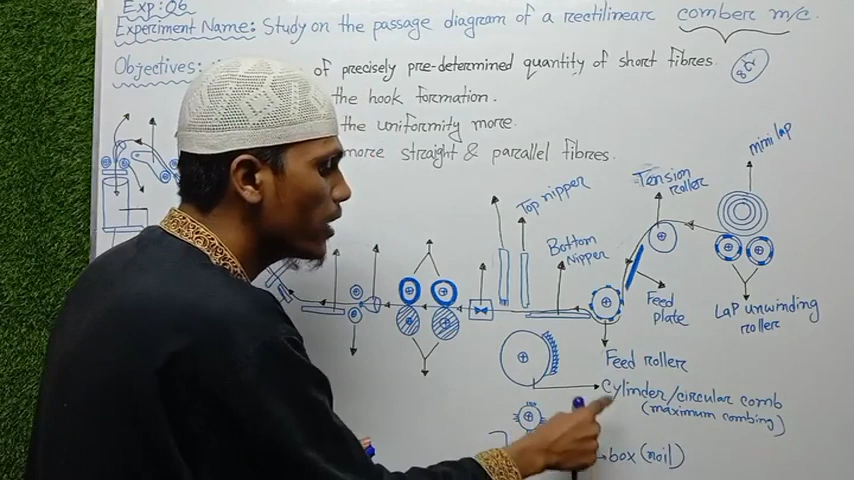 Exp: 06
Experiment Name: Study on the passage diagram of a rectilinear comber m/c.
Objectives: of precisely pre-determined quantity of short fibres.
the hook formation.
the uniformity more.
more straight & parallel fibres.
mini lap
Tension roller
Top nipper
Bottom Nipper
Feed plate
Lap unwinding roller
Feed roller
Cylinder/circular comb
(maximum combing)
box (noil)